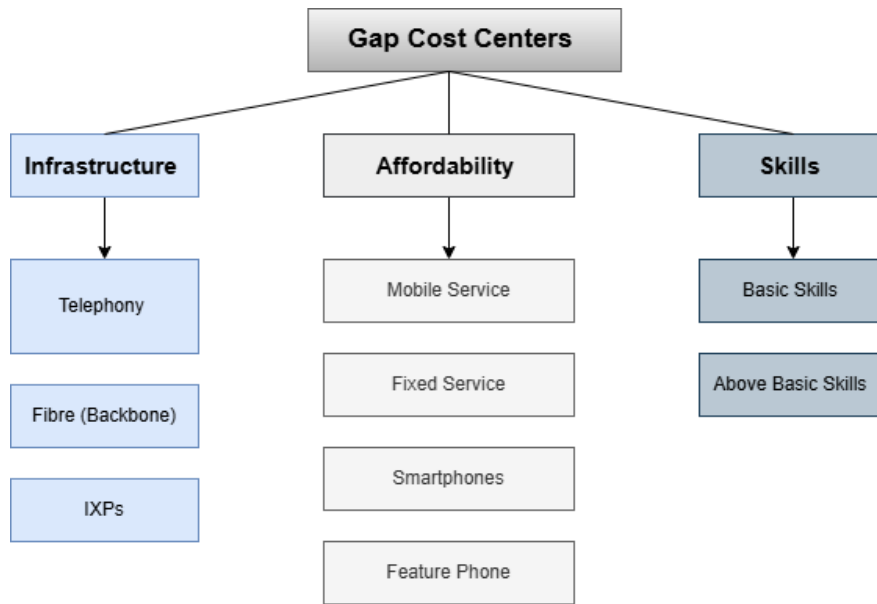 Gap Cost Centers
Infrastructure
Affordability
Skills
Telephony
Mobile Service
Basic Skills
Fixed Service
Above Basic Skills
Fibre (Backbone)
Smartphones
IXPs
Feature Phone